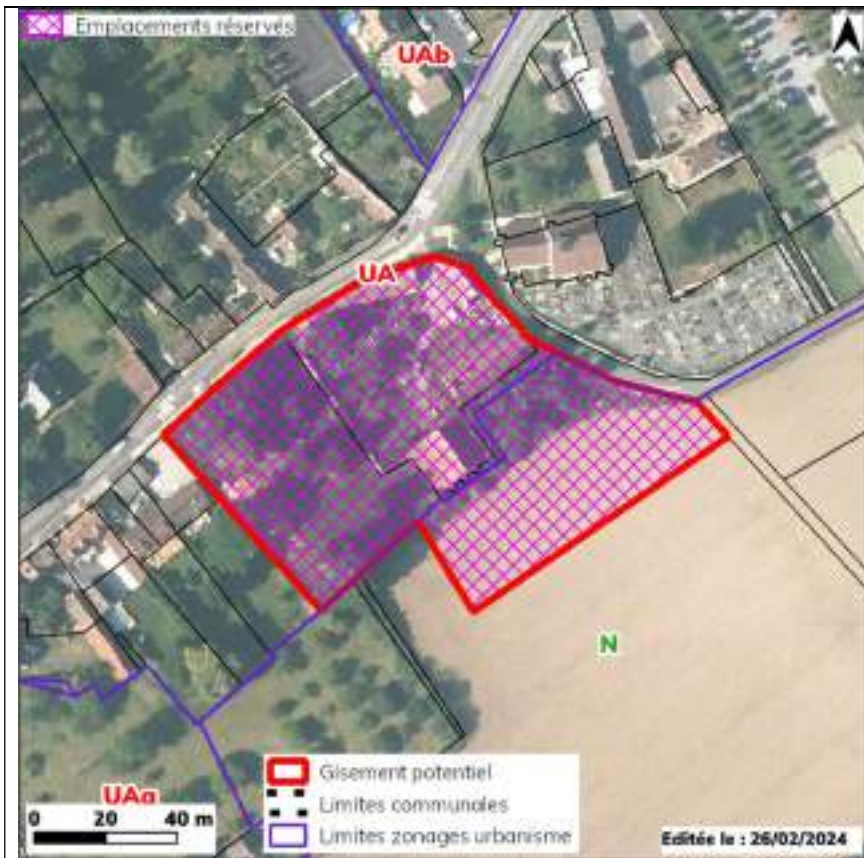 Emplacements réservés
UAb
UA
N
UAa
Gisement potentiel
Limites communales
Limites zonages urbanisme
0 20 40 m
Editée le : 26/02/2024